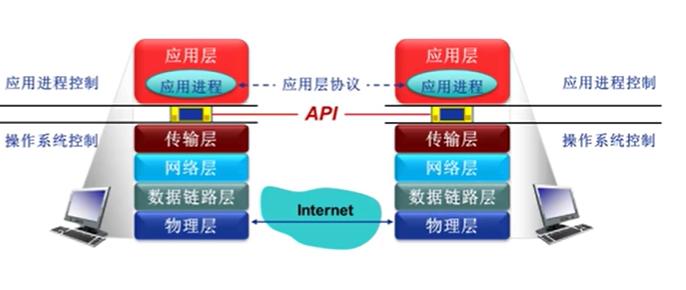 应用层
应用层
应用进程控制
应用进程
应用层协议
应用进程
应用进程控制
API
操作系统控制
传输层
传输层
操作系统控制
网络层
网络层
数据链路层
数据链路层
Internet
物理层
物理层